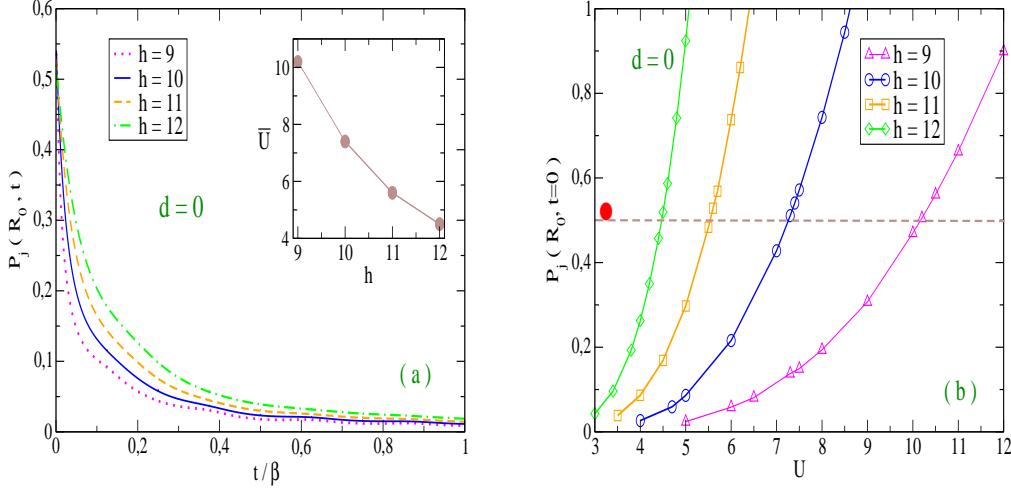 0,6
0,5
0,4
0,3
0,2
0,1
0
P_j ( R_0 , t )
h = 9
h = 10
h = 11
h = 12
d = 0
10
8
6
4
U̅
9 10 11 12
h
( a )
0 0,2 0,4 0,6 0,8 1
t / β
1
0,8
0,6
0,4
0,2
0
P_j ( R_0 , t=0 )
d = 0
h = 9
h = 10
h = 11
h = 12
( b )
3 4 5 6 7 8 9 10 11 12
U